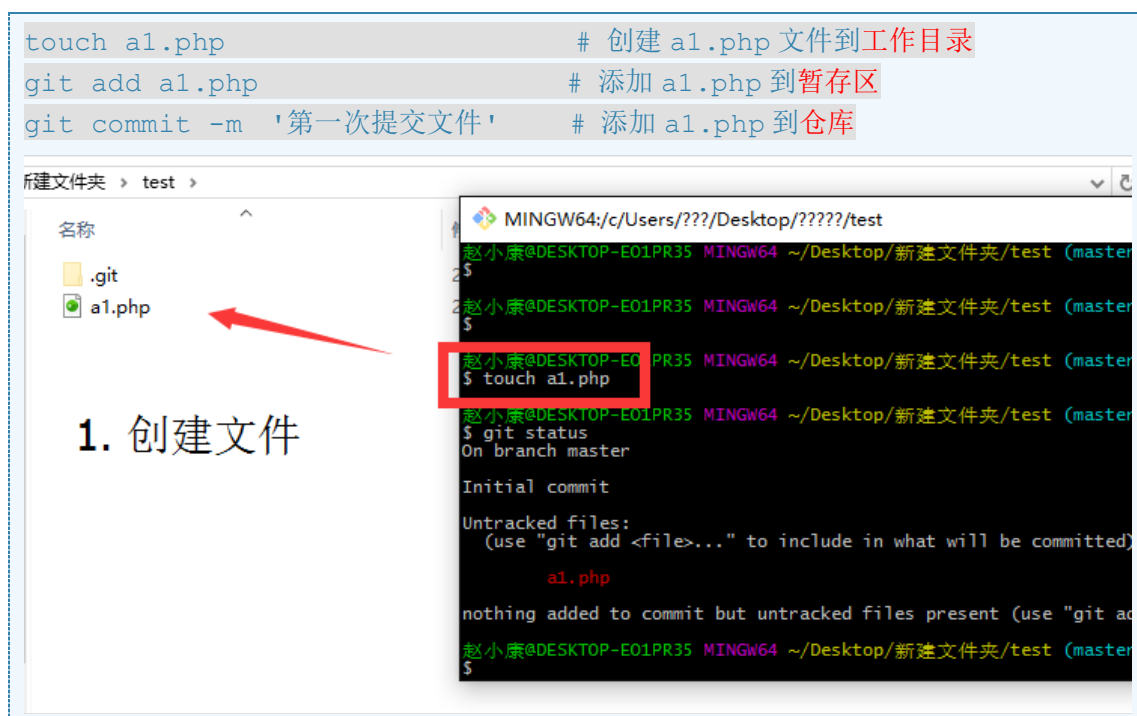 touch a1.php # 创建 a1.php 文件到工作目录
git add a1.php # 添加 a1.php 到暂存区
git commit -m '第一次提交文件' # 添加 a1.php 到仓库
新建文件夹 > test >
名称
.git
a1.php
1. 创建文件
MINGW64:/c/Users/???/Desktop/?????/test
赵小康@DESKTOP-EO1PR35 MINGW64 ~/Desktop/新建文件夹/test (master
$
赵小康@DESKTOP-EO1PR35 MINGW64 ~/Desktop/新建文件夹/test (master
$
赵小康@DESKTOP-EO1PR35 MINGW64 ~/Desktop/新建文件夹/test (master
$ touch a1.php
赵小康@DESKTOP-EO1PR35 MINGW64 ~/Desktop/新建文件夹/test (master
$ git status
On branch master
Initial commit
Untracked files:
(use "git add <file>..." to include in what will be committed)
a1.php
nothing added to commit but untracked files present (use "git ad
赵小康@DESKTOP-EO1PR35 MINGW64 ~/Desktop/新建文件夹/test (master
$